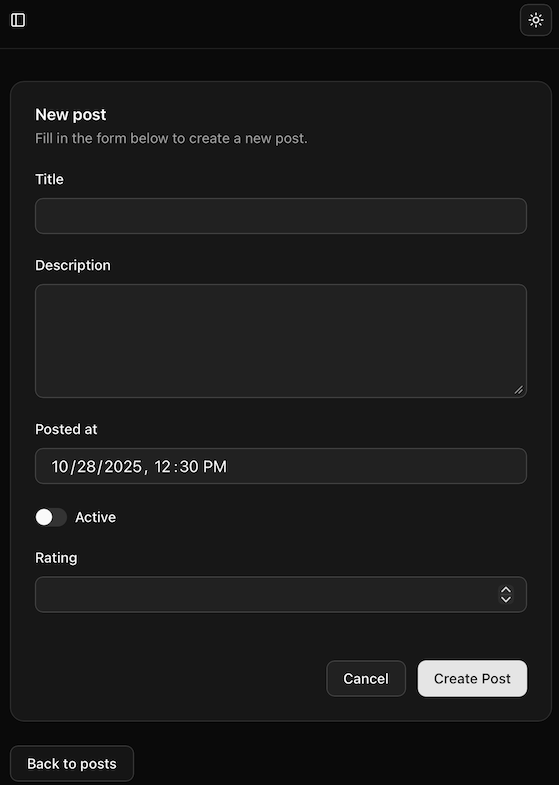 New post
Fill in the form below to create a new post.
Title
Description
Posted at
10/28/2025, 12:30 PM
Active
Rating
Cancel
Create Post
Back to posts